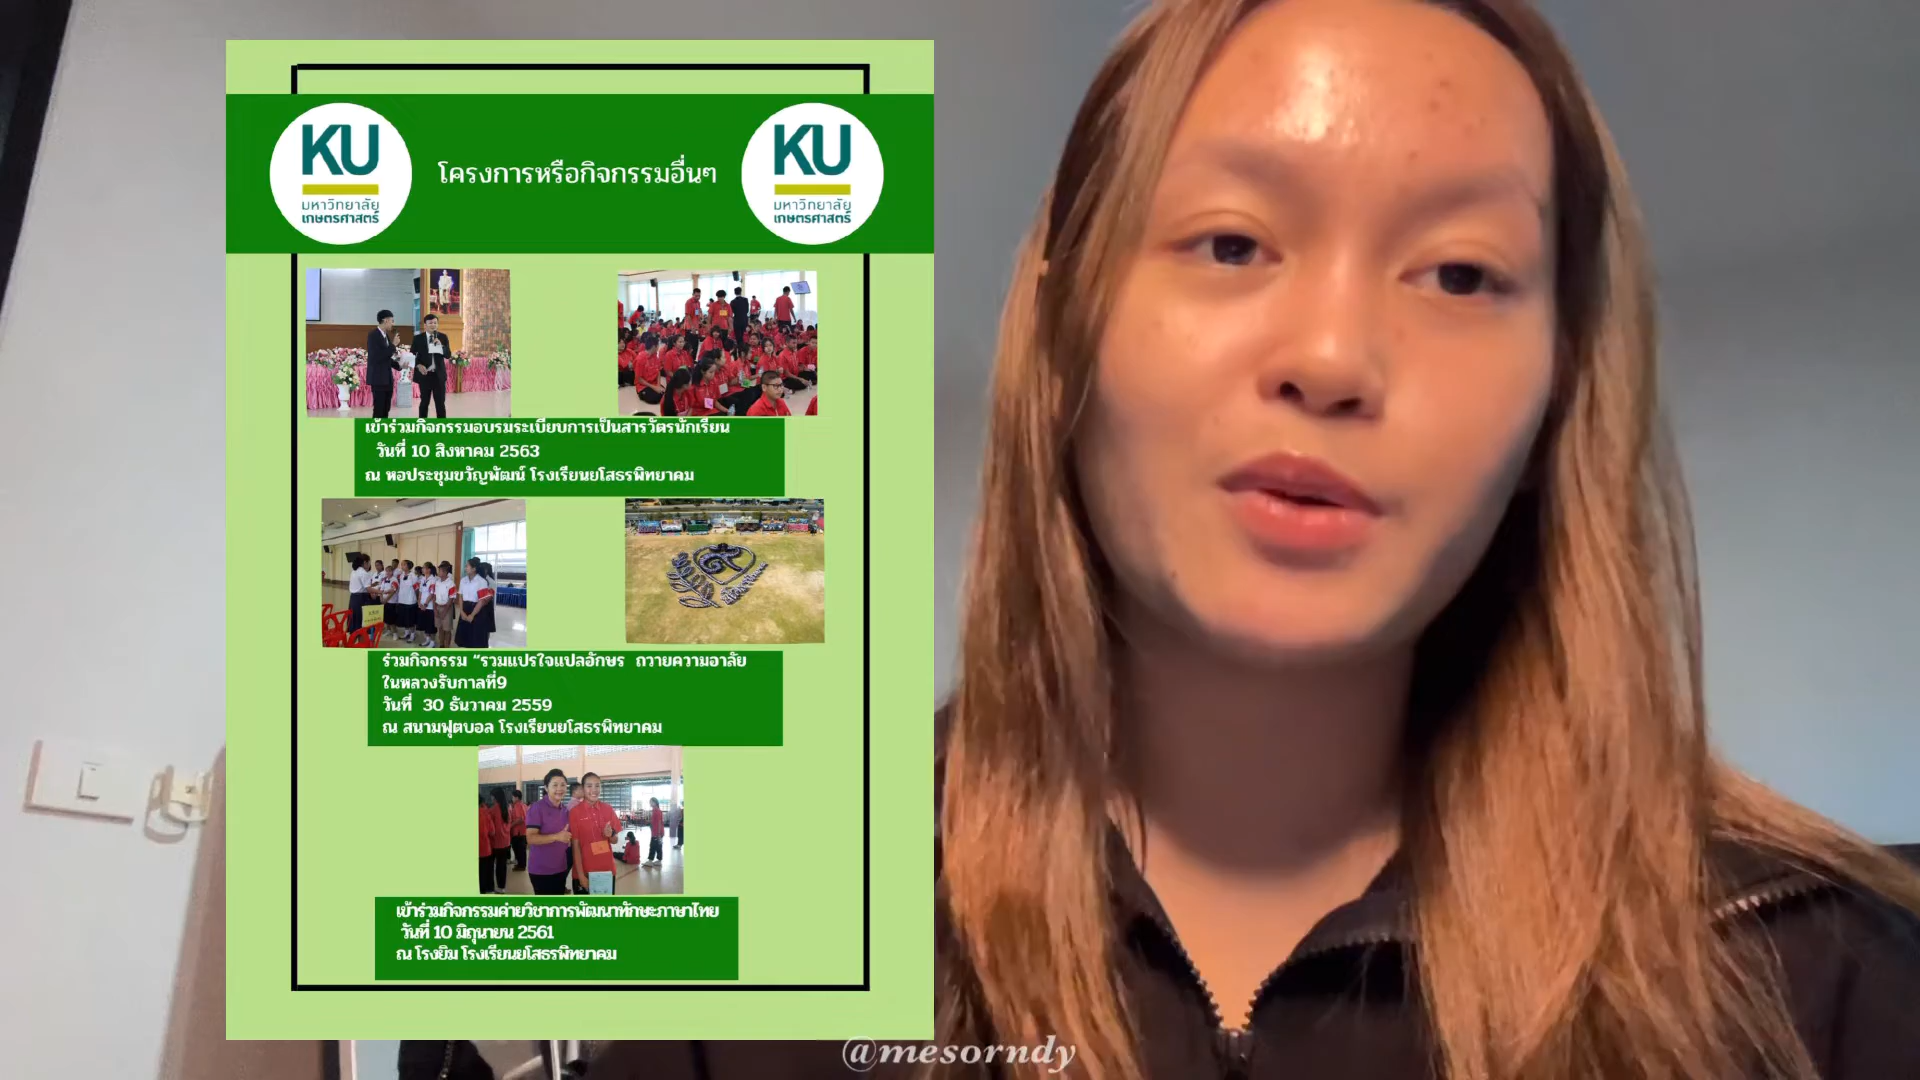 KU
มหาวิทยาลัย
เกษตรศาสตร์
โครงการหรือกิจกรรมอื่นๆ
KU
มหาวิทยาลัย
เกษตรศาสตร์
เข้าร่วมกิจกรรมอบรมระเบียบการเป็นสารวัตรนักเรียน
วันที่ 10 สิงหาคม 2563
ณ หอประชุมขวัญพัฒน์ โรงเรียนยโสธรพิทยาคม
ร่วมกิจกรรม “รวมแปรใจแปลอักษร ถวายความอาลัย
ในหลวงรับกาลที่9
วันที่ 30 ธันวาคม 2559
ณ สนามฟุตบอล โรงเรียนยโสธรพิทยาคม
เข้าร่วมกิจกรรมค่ายวิชาการพัฒนาทักษะภาษาไทย
วันที่ 10 มิถุนายน 2561
ณ โรงยิม โรงเรียนยโสธรพิทยาคม
@mesorndy